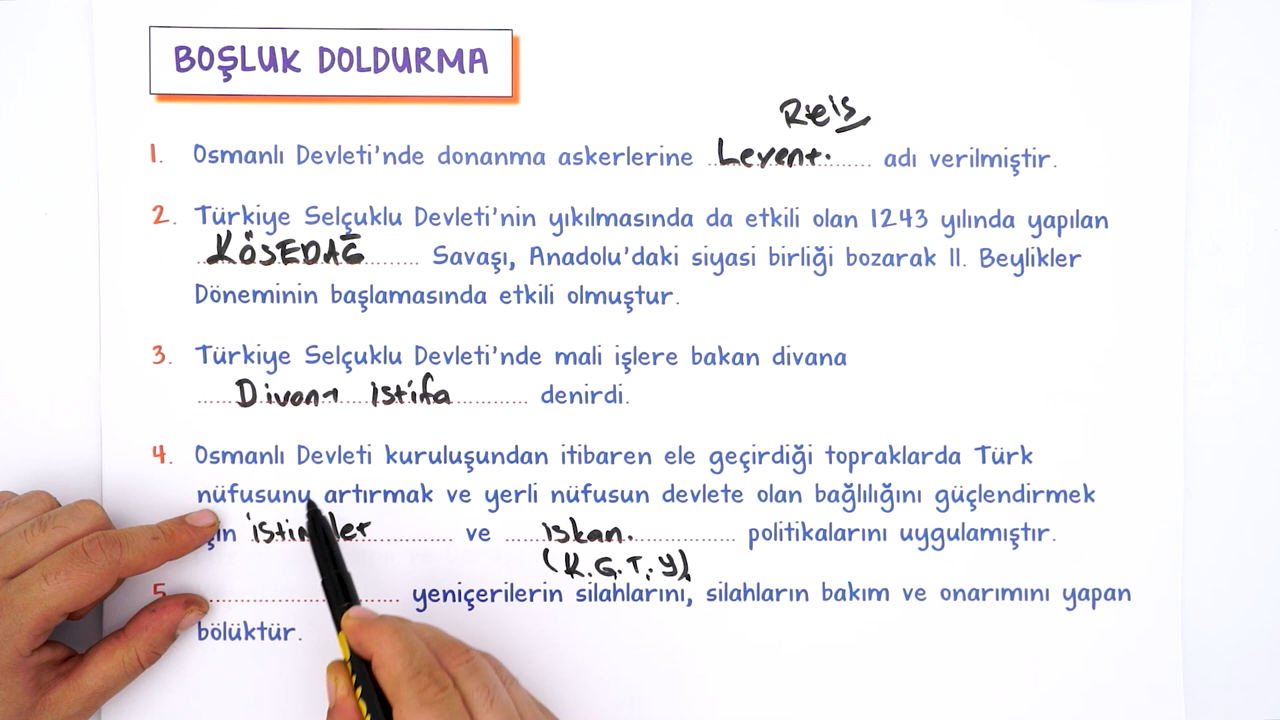 BOŞLUK DOLDURMA
Reis
1. Osmanlı Devleti'nde donanma askerlerine Levent. adı verilmiştir.
2. Türkiye Selçuklu Devleti'nin yıkılmasında da etkili olan 1243 yılında yapılan
KÖSEDAĞ Savaşı, Anadolu'daki siyasi birliği bozarak II. Beylikler
Döneminin başlamasında etkili olmuştur.
3. Türkiye Selçuklu Devleti'nde mali işlere bakan divana
Divanı istifa denirdi.
4. Osmanlı Devleti kuruluşundan itibaren ele geçirdiği topraklarda Türk
nüfusunu artırmak ve yerli nüfusun devlete olan bağlılığını güçlendirmek
ve iskan. politikalarını uygulamıştır.
(K.G.T.Y)
5. yeniçerilerin silahlarını, silahların bakım ve onarımını yapan
bölüktür.